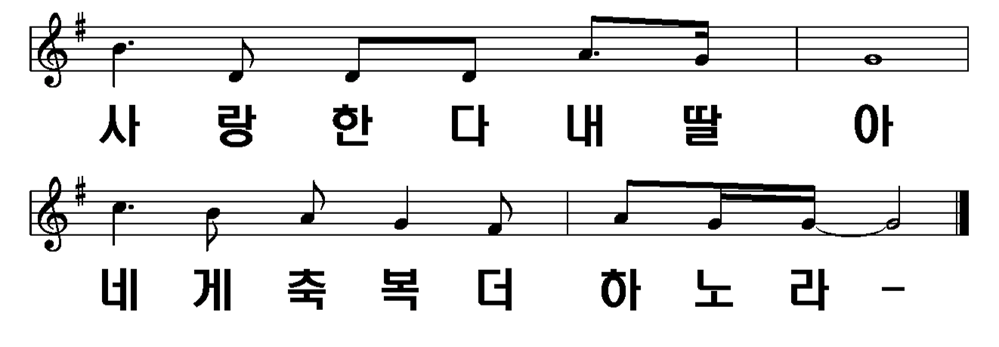 사 랑 한 다 내 딸 아
네 게 축 복 더 하 노 라 -